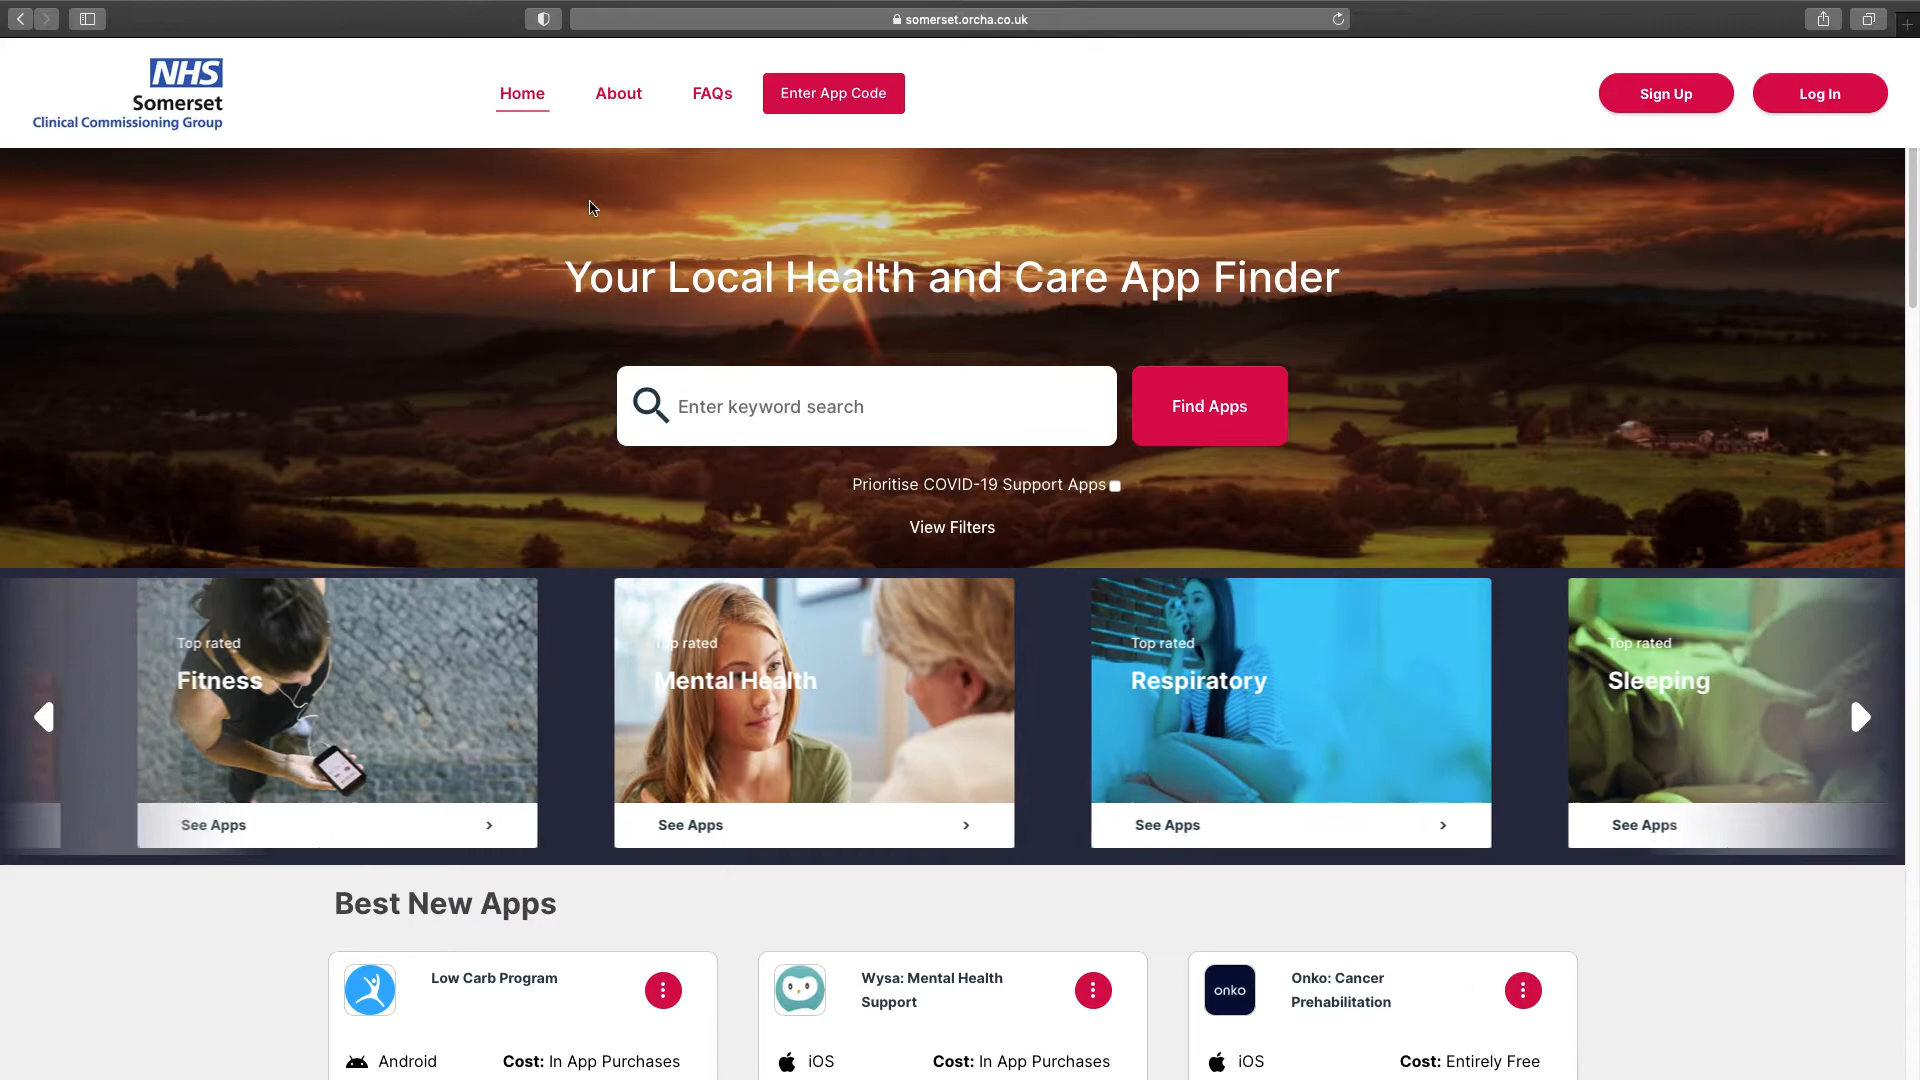 somerset.orcha.co.uk
NHS
Somerset
Clinical Commissioning Group
Home
About
FAQs
Enter App Code
Sign Up
Log In
Your Local Health and Care App Finder
Enter keyword search
Find Apps
Prioritise COVID-19 Support Apps
View Filters
Top rated
Fitness
See Apps
Top rated
Mental Health
See Apps
Top rated
Respiratory
See Apps
Top rated
Sleeping
See Apps
Best New Apps
Low Carb Program
Android
Cost: In App Purchases
Wysa: Mental Health
Support
iOS
Cost: In App Purchases
onko
Onko: Cancer
Prehabilitation
iOS
Cost: Entirely Free